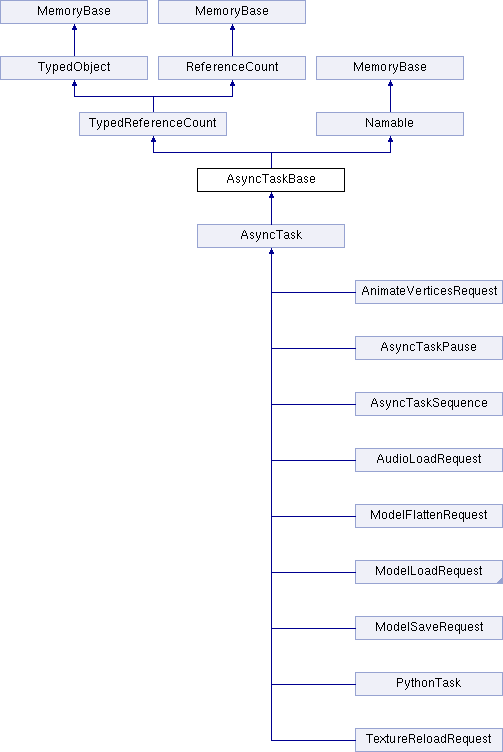 MemoryBase
MemoryBase
TypedObject
ReferenceCount
MemoryBase
TypedReferenceCount
Namable
AsyncTaskBase
AsyncTask
AnimateVerticesRequest
AsyncTaskPause
AsyncTaskSequence
AudioLoadRequest
ModelFlattenRequest
ModelLoadRequest
ModelSaveRequest
PythonTask
TextureReloadRequest